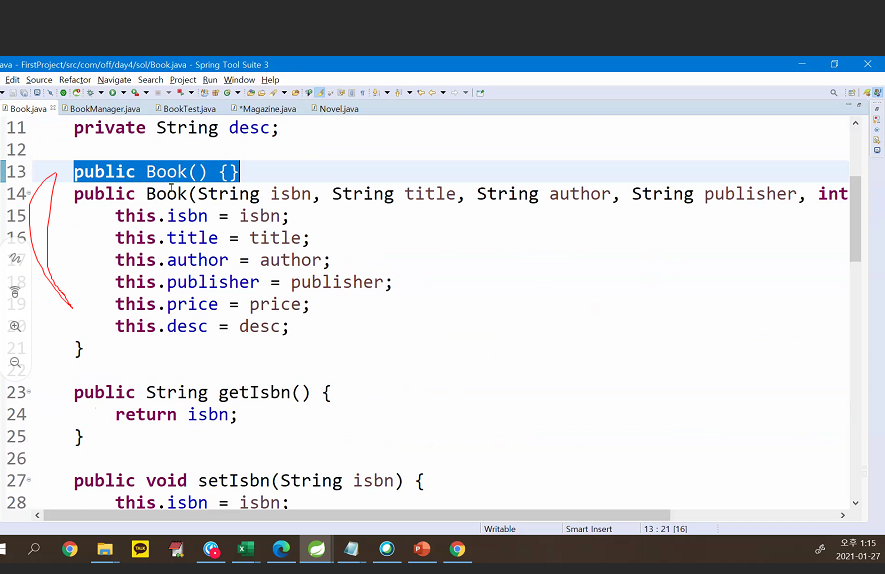 ava - FirstProject/src/com/off/day4/sol/Book.java - Spring Tool Suite 3
Edit Source Refactor Navigate Search Project Run Window Help
Book.java BookManager.java BookTest.java *Magazine.java Novel.java
11 private String desc;
12
13 public Book() {}
14 public Book(String isbn, String title, String author, String publisher, int
15 this.isbn = isbn;
16 this.title = title;
17 this.author = author;
18 this.publisher = publisher;
19 this.price = price;
20 this.desc = desc;
21 }
22
23 public String getIsbn() {
24 return isbn;
25 }
26
27 public void setIsbn(String isbn) {
28 this.isbn = isbn;
Writable Smart Insert 13 : 21 [16]
TALK
오후 1:15
2021-01-27